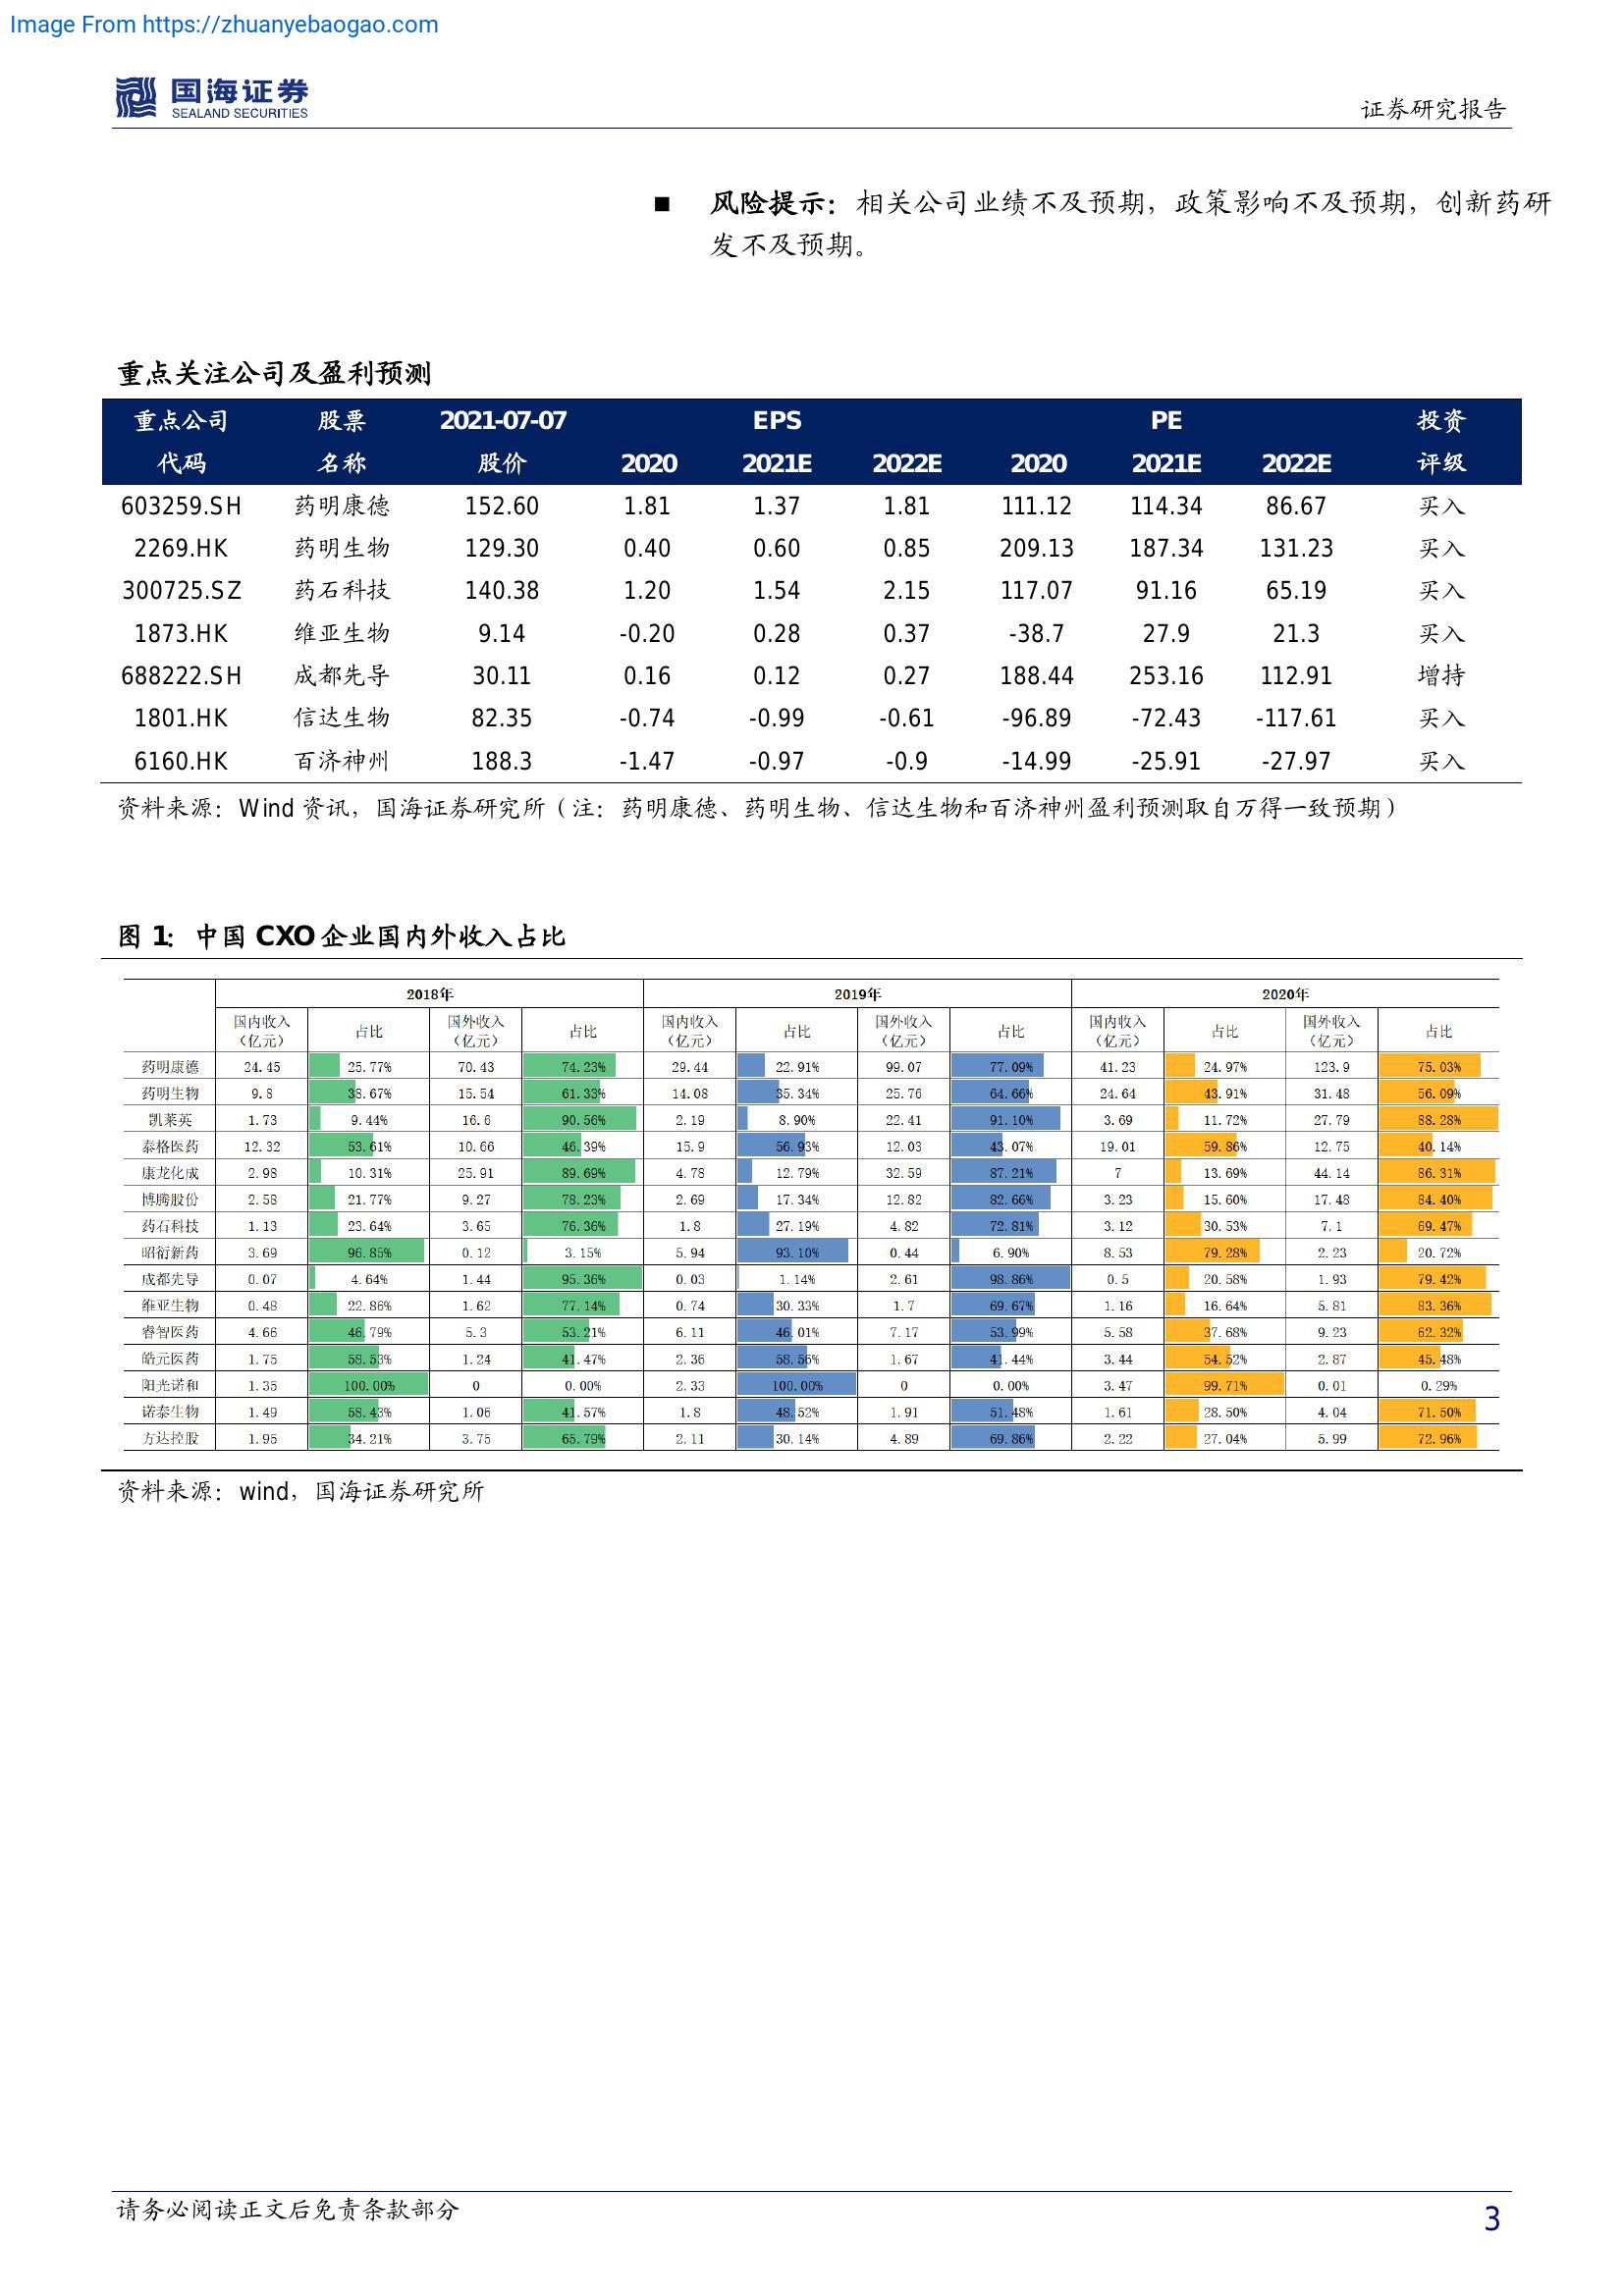 Image From https://zhuanyebaogao.com
国海证券
SEALAND SECURITIES
证券研究报告
■ 风险提示：相关公司业绩不及预期，政策影响不及预期，创新药研
发不及预期。
重点关注公司及盈利预测
重点公司 股票 2021-07-07 EPS PE 投资
代码 名称 股价 2020 2021E 2022E 2020 2021E 2022E 评级
603259.SH 药明康德 152.60 1.81 1.37 1.81 111.12 114.34 86.67 买入
2269.HK 药明生物 129.30 0.40 0.60 0.85 209.13 187.34 131.23 买入
300725.SZ 药石科技 140.38 1.20 1.54 2.15 117.07 91.16 65.19 买入
1873.HK 维亚生物 9.14 -0.20 0.28 0.37 -38.7 27.9 21.3 买入
688222.SH 成都先导 30.11 0.16 0.12 0.27 188.44 253.16 112.91 增持
1801.HK 信达生物 82.35 -0.74 -0.99 -0.61 -96.89 -72.43 -117.61 买入
6160.HK 百济神州 188.3 -1.47 -0.97 -0.9 -14.99 -25.91 -27.97 买入
资料来源：Wind 资讯，国海证券研究所（注：药明康德、药明生物、信达生物和百济神州盈利预测取自万得一致预期）
图 1：中国 CXO 企业国内外收入占比
2018年 2019年 2020年
国内收入 国外收入 国内收入 国外收入 国内收入 国外收入
（亿元） 占比 （亿元） 占比 （亿元） 占比 （亿元） 占比 （亿元） 占比 （亿元） 占比
药明康德 24.45 25.77% 70.43 74.23% 29.44 22.91% 99.07 77.09% 41.23 24.97% 123.9 75.03%
药明生物 9.8 38.67% 15.54 61.33% 14.08 35.34% 25.76 64.66% 24.64 43.91% 31.48 56.09%
凯莱英 1.73 9.44% 16.6 90.56% 2.19 8.90% 22.41 91.10% 3.69 11.72% 27.79 88.28%
泰格医药 12.32 53.61% 10.66 46.39% 15.9 56.93% 12.03 43.07% 19.01 59.86% 12.75 40.14%
康龙化成 2.98 10.31% 25.91 89.69% 4.78 12.79% 32.59 87.21% 7 13.69% 44.14 86.31%
博腾股份 2.58 21.77% 9.27 78.23% 2.69 17.34% 12.82 82.66% 3.23 15.60% 17.48 84.40%
药石科技 1.13 23.64% 3.65 76.36% 1.8 27.19% 4.82 72.81% 3.12 30.53% 7.1 69.47%
昭衍新药 3.69 96.85% 0.12 3.15% 5.94 93.10% 0.44 6.90% 8.53 79.28% 2.23 20.72%
成都先导 0.07 4.64% 1.44 95.36% 0.03 1.14% 2.61 98.86% 0.5 20.58% 1.93 79.42%
维亚生物 0.48 22.86% 1.62 77.14% 0.74 30.33% 1.7 69.67% 1.16 16.64% 5.81 83.36%
睿智医药 4.66 46.79% 5.3 53.21% 6.11 46.01% 7.17 53.99% 5.58 37.68% 9.23 62.32%
皓元医药 1.75 58.53% 1.24 41.47% 2.36 58.56% 1.67 41.44% 3.44 54.52% 2.87 45.48%
阳光诺和 1.35 100.00% 0 0.00% 2.33 100.00% 0 0.00% 3.47 99.71% 0.01 0.29%
诺泰生物 1.49 58.43% 1.06 41.57% 1.8 48.52% 1.91 51.48% 1.61 28.50% 4.04 71.50%
方达控股 1.95 34.21% 3.75 65.79% 2.11 30.14% 4.89 69.86% 2.22 27.04% 5.99 72.96%
资料来源：wind，国海证券研究所
请务必阅读正文后免责条款部分
3